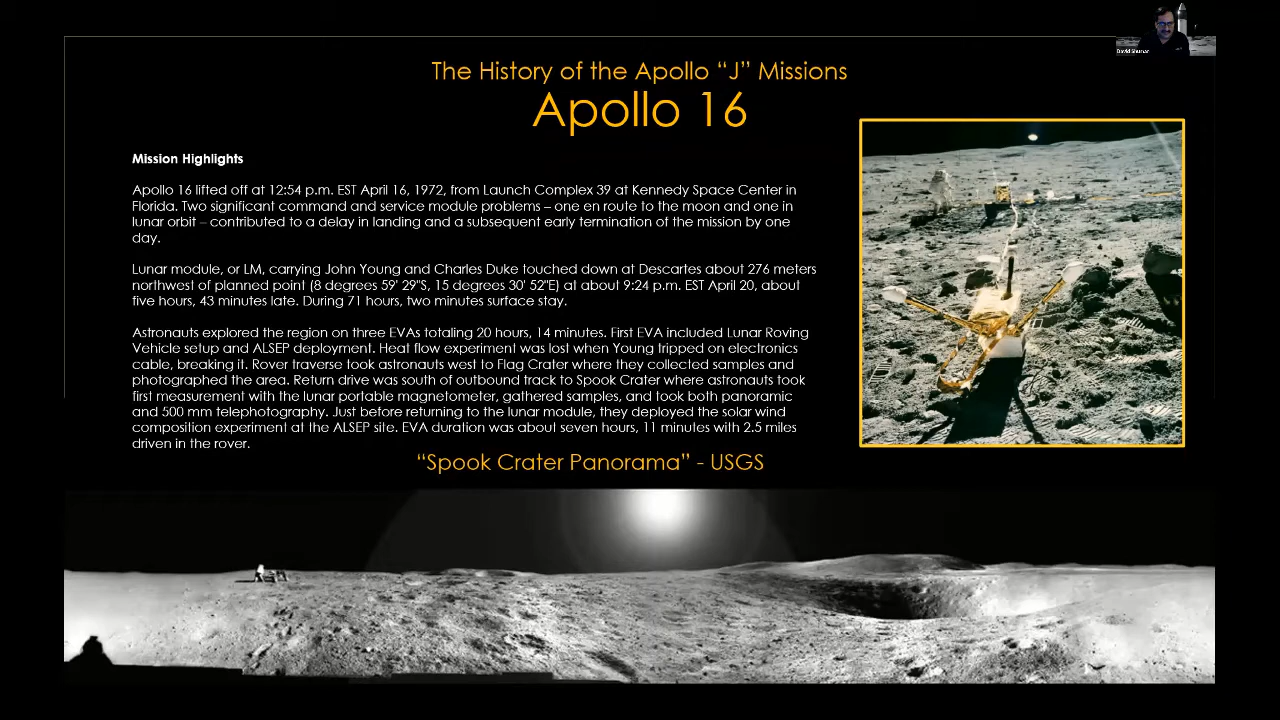 David Shumar
The History of the Apollo “J” Missions
Apollo 16
Mission Highlights
Apollo 16 lifted off at 12:54 p.m. EST April 16, 1972, from Launch Complex 39 at Kennedy Space Center in
Florida. Two significant command and service module problems – one en route to the moon and one in
lunar orbit – contributed to a delay in landing and a subsequent early termination of the mission by one
day.
Lunar module, or LM, carrying John Young and Charles Duke touched down at Descartes about 276 meters
northwest of planned point (8 degrees 59' 29"S, 15 degrees 30' 52"E) at about 9:24 p.m. EST April 20, about
five hours, 43 minutes late. During 71 hours, two minutes surface stay.
Astronauts explored the region on three EVAs totaling 20 hours, 14 minutes. First EVA included Lunar Roving
Vehicle setup and ALSEP deployment. Heat flow experiment was lost when Young tripped on electronics
cable, breaking it. Rover traverse took astronauts west to Flag Crater where they collected samples and
photographed the area. Return drive was south of outbound track to Spook Crater where astronauts took
first measurement with the lunar portable magnetometer, gathered samples, and took both panoramic
and 500 mm telephotography. Just before returning to the lunar module, they deployed the solar wind
composition experiment at the ALSEP site. EVA duration was about seven hours, 11 minutes with 2.5 miles
driven in the rover.
“Spook Crater Panorama” - USGS